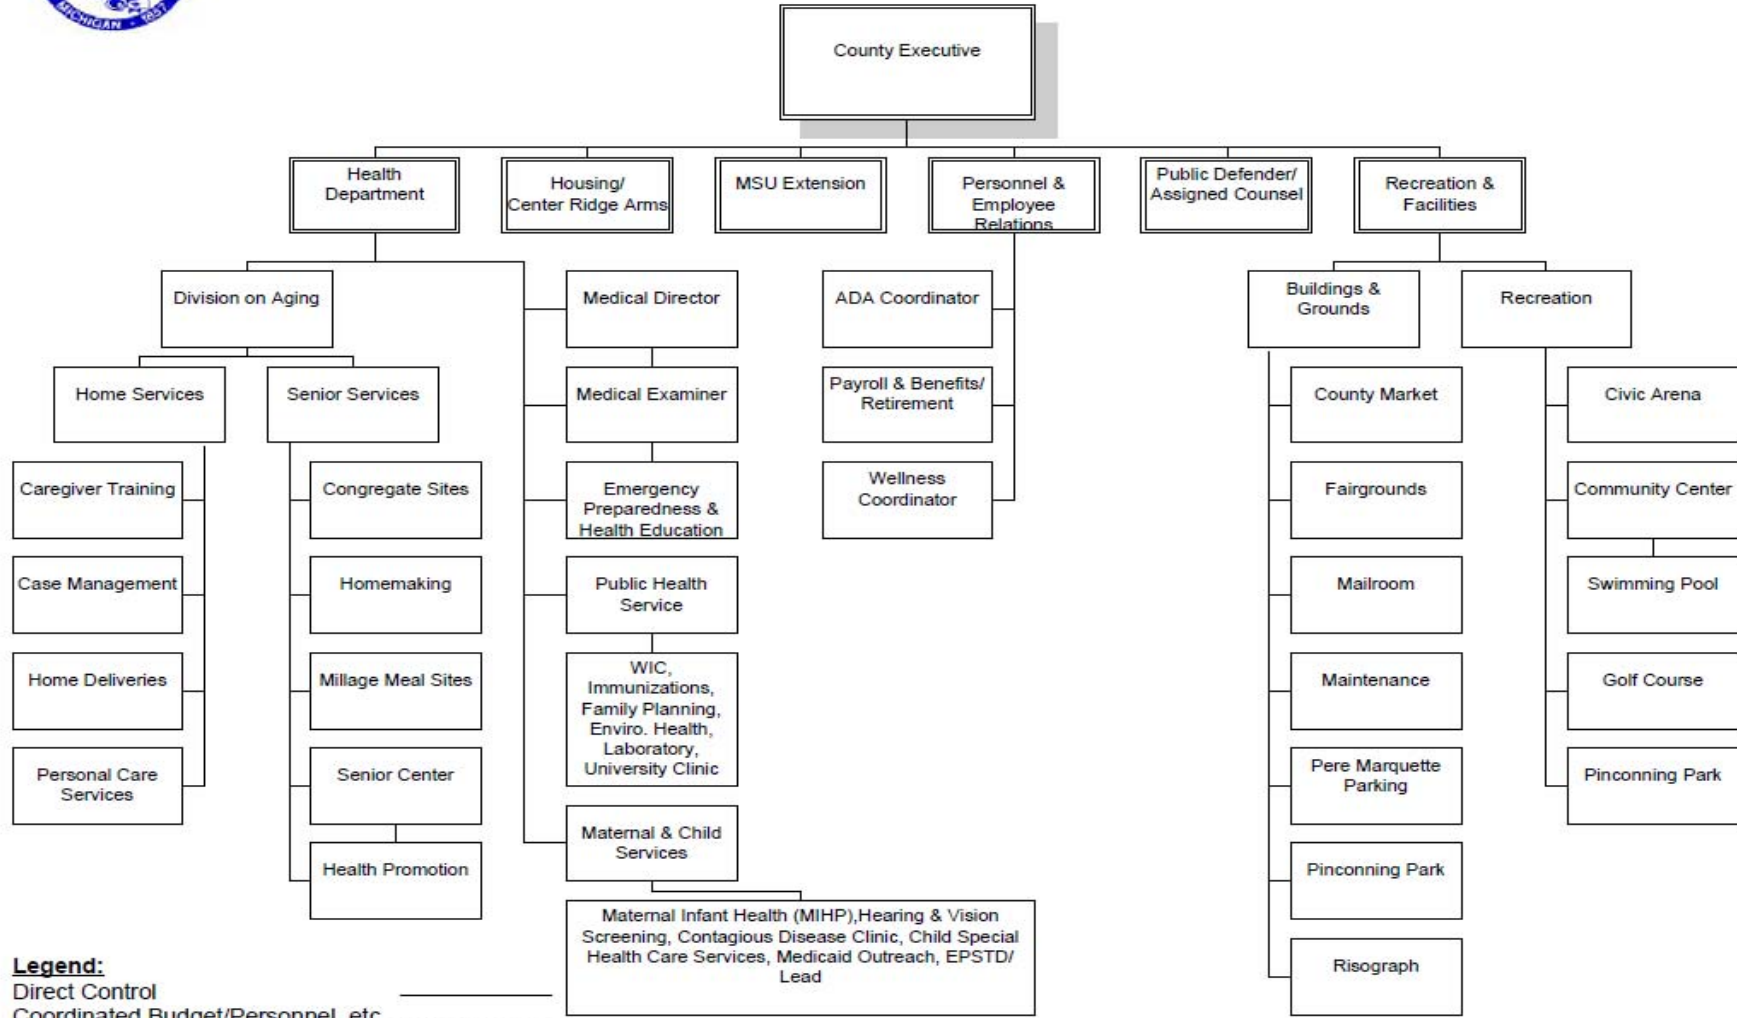 MICHIGAN - 1857
County Executive
Health
Department
Housing/
Center Ridge Arms
MSU Extension
Personnel &
Employee
Relations
Public Defender/
Assigned Counsel
Recreation &
Facilities
Division on Aging
Medical Director
ADA Coordinator
Buildings &
Grounds
Recreation
Home Services
Senior Services
Medical Examiner
Payroll & Benefits/
Retirement
County Market
Civic Arena
Caregiver Training
Congregate Sites
Emergency
Preparedness &
Health Education
Wellness
Coordinator
Fairgrounds
Community Center
Case Management
Homemaking
Public Health
Service
Mailroom
Swimming Pool
Home Deliveries
Millage Meal Sites
WIC,
Immunizations,
Family Planning,
Enviro. Health,
Laboratory,
University Clinic
Maintenance
Golf Course
Personal Care
Services
Senior Center
Pere Marquette
Parking
Pinconning Park
Maternal & Child
Services
Health Promotion
Pinconning Park
Maternal Infant Health (MIHP),Hearing & Vision
Screening, Contagious Disease Clinic, Child Special
Health Care Services, Medicaid Outreach, EPSTD/
Lead
Risograph
Legend:
Direct Control
Coordinated Budget/Personnel, etc